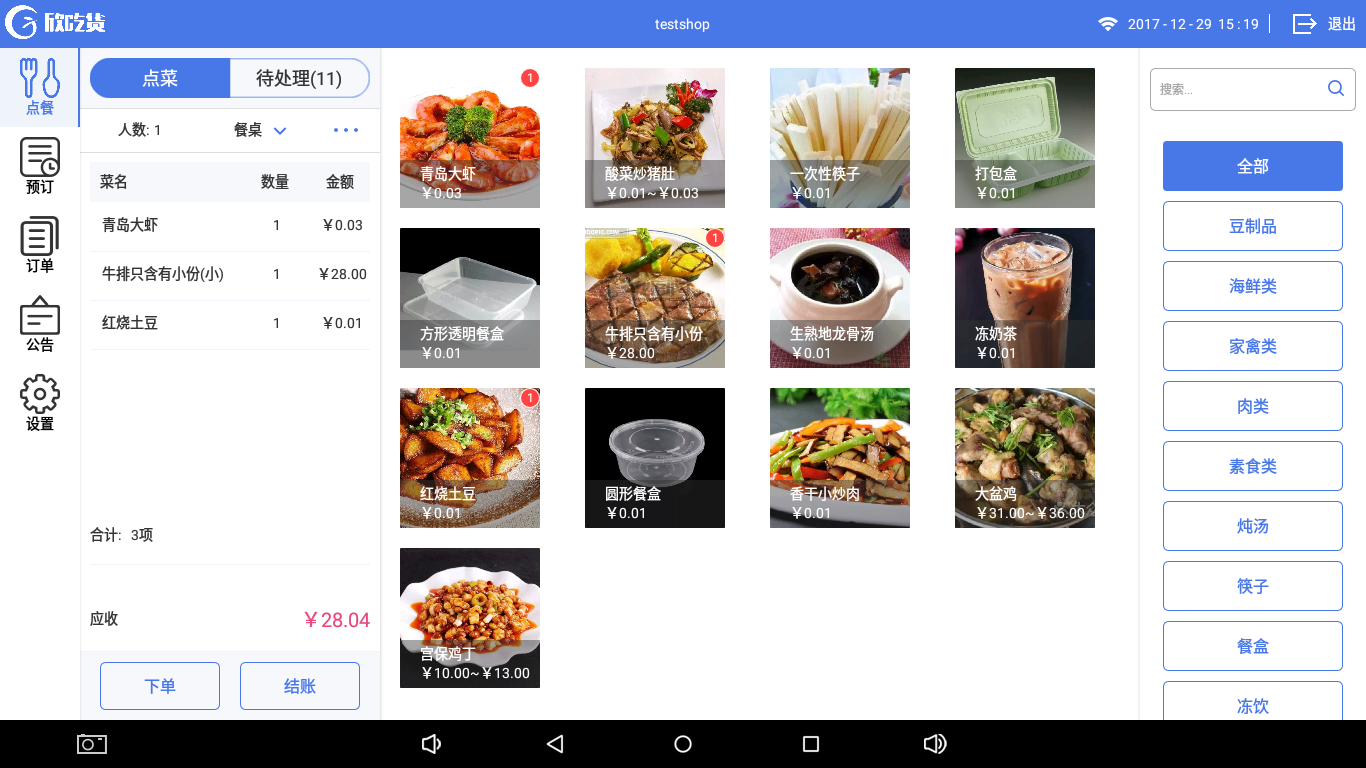 欣吃货
testshop
2017-12-29 15:19
退出
点餐
预订
订单
公告
设置
点菜
待处理(11)
人数: 1
餐桌
菜名 数量 金额
青岛大虾 1 ￥0.03
牛排只含有小份(小) 1 ￥28.00
红烧土豆 1 ￥0.01
合计: 3项
应收 ￥28.04
下单
结账
1
青岛大虾
￥0.03
酸菜炒猪肚
￥0.01~￥0.03
一次性筷子
￥0.01
打包盒
￥0.01
方形透明餐盒
￥0.01
1
牛排只含有小份
￥28.00
生熟地龙骨汤
￥0.01
冻奶茶
￥0.01
1
红烧土豆
￥0.01
圆形餐盒
￥0.01
香干小炒肉
￥0.01
大盆鸡
￥31.00~￥36.00
宫保鸡丁
￥10.00~￥13.00
搜索...
全部
豆制品
海鲜类
家禽类
肉类
素食类
炖汤
筷子
餐盒
冻饮